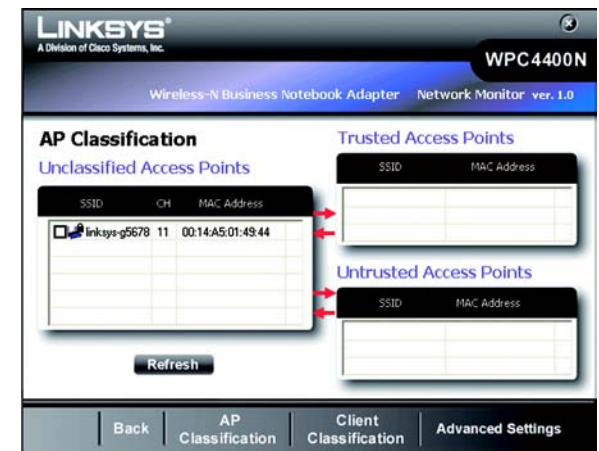 LINKSYS®
A Division of Cisco Systems, Inc.
WPC4400N
Wireless-N Business Notebook Adapter Network Monitor ver. 1.0
AP Classification
Unclassified Access Points
SSID CH MAC Address
linksys-g5678 11 00:14:A5:01:49:44
Refresh
Trusted Access Points
SSID MAC Address
Untrusted Access Points
SSID MAC Address
Back
AP Classification
Client Classification
Advanced Settings